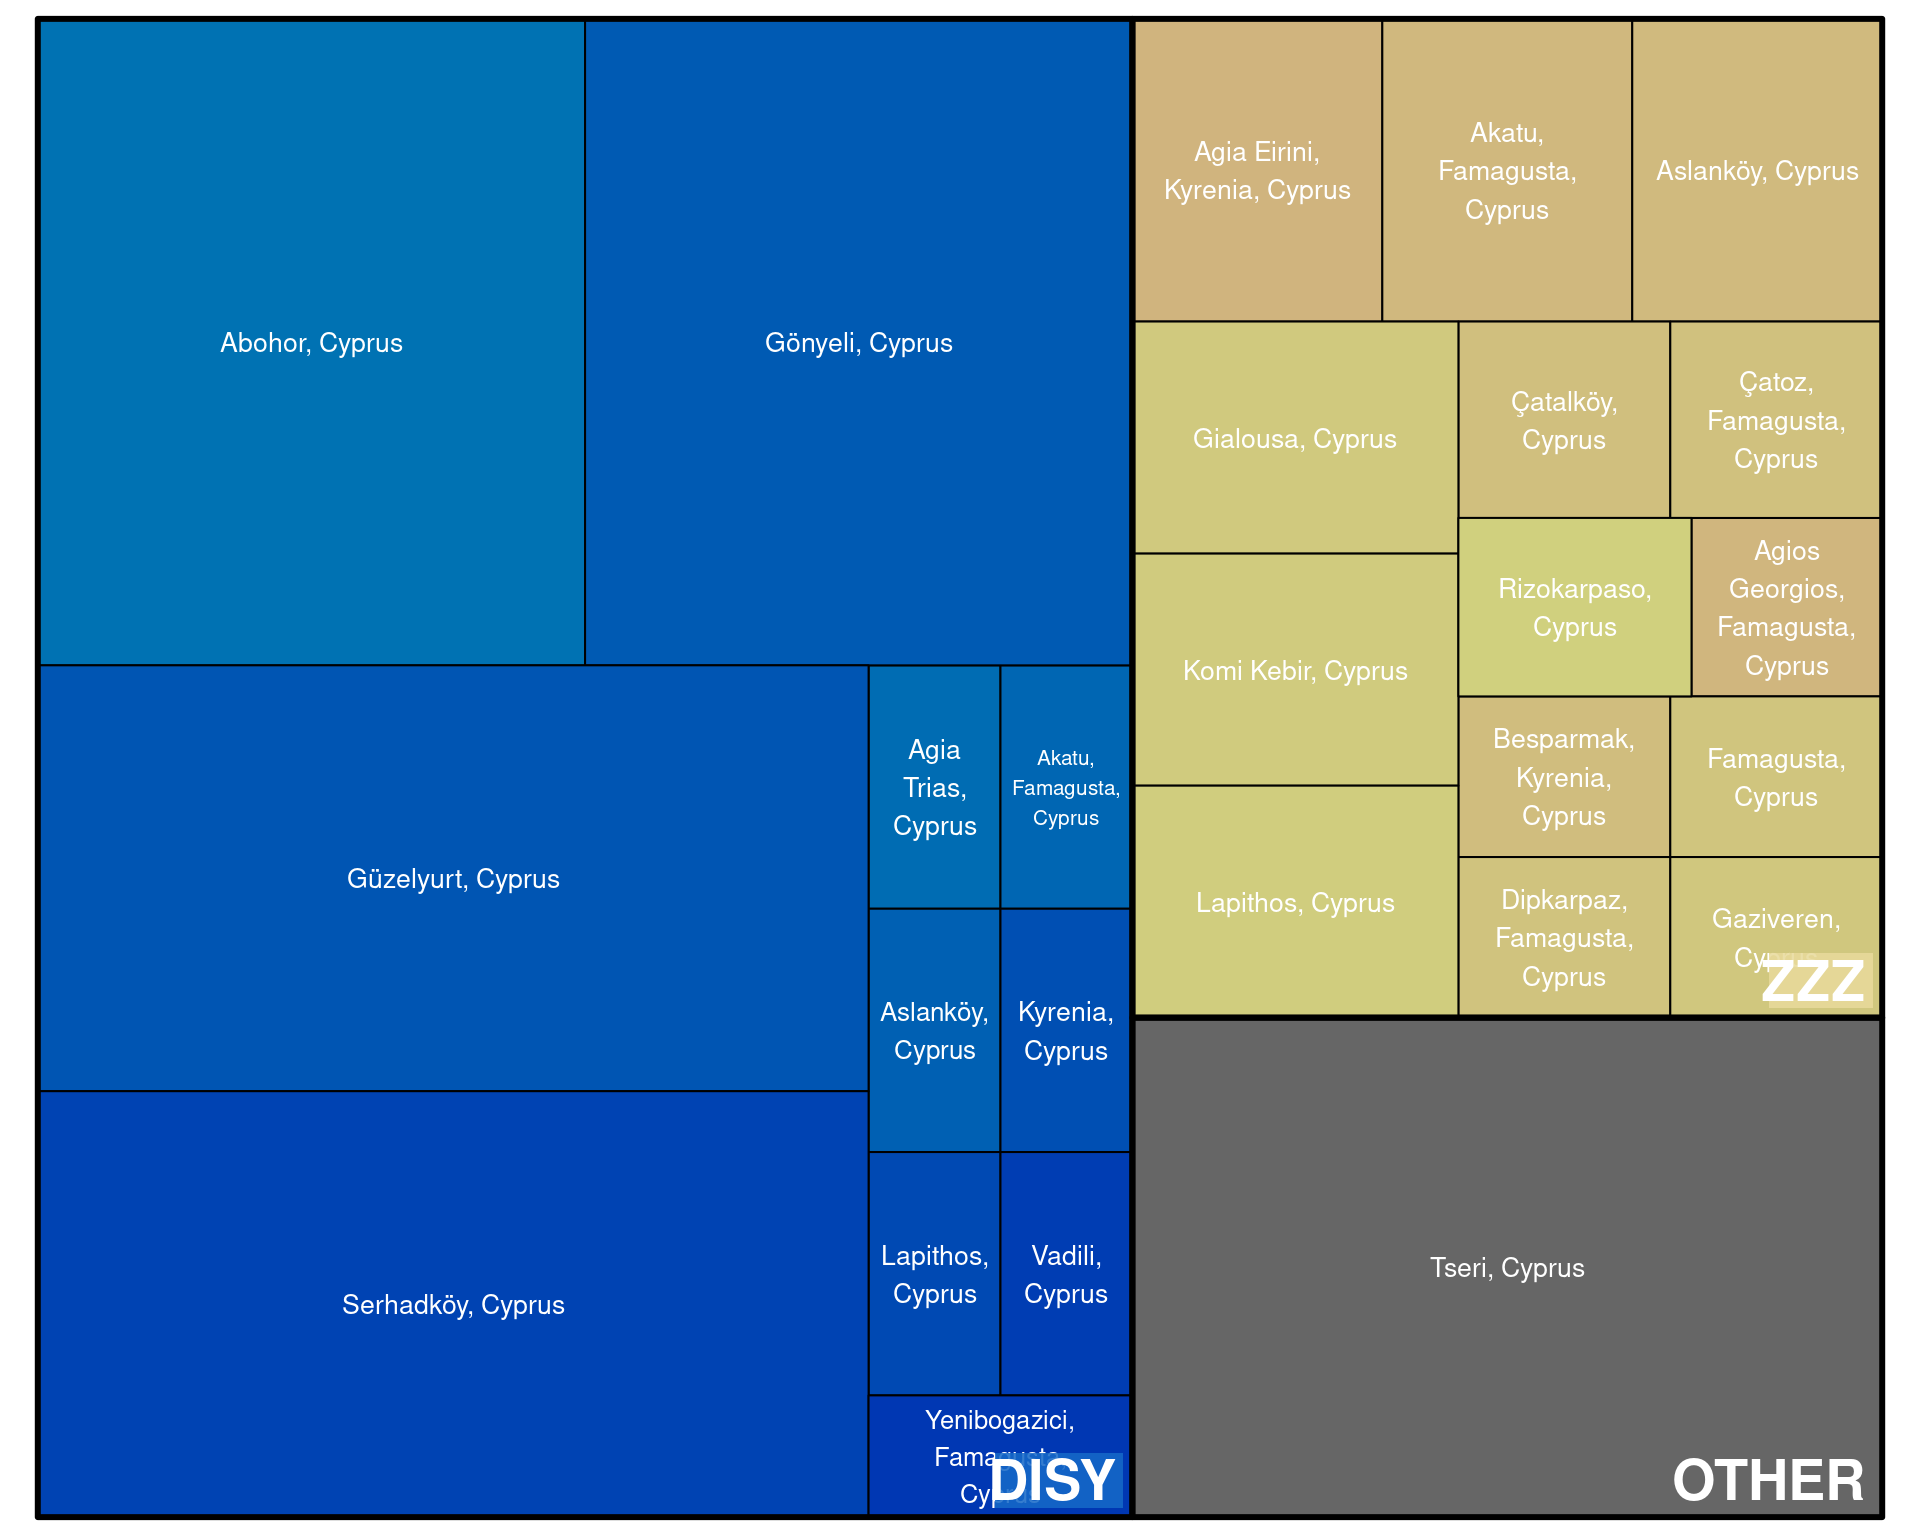 Abohor, Cyprus
Gönyeli, Cyprus
Güzelyurt, Cyprus
Serhadköy, Cyprus
Agia
Trias,
Cyprus
Akatu,
Famagusta,
Cyprus
Aslanköy,
Cyprus
Kyrenia,
Cyprus
Lapithos,
Cyprus
Vadili,
Cyprus
Yenibogazici,
Famagusta,
Cyprus
DISY
Agia Eirini,
Kyrenia, Cyprus
Akatu,
Famagusta,
Cyprus
Aslanköy, Cyprus
Gialousa, Cyprus
Komi Kebir, Cyprus
Lapithos, Cyprus
Çatalköy,
Cyprus
Çatoz,
Famagusta,
Cyprus
Rizokarpaso,
Cyprus
Agios
Georgios,
Famagusta,
Cyprus
Besparmak,
Kyrenia,
Cyprus
Famagusta,
Cyprus
Dipkarpaz,
Famagusta,
Cyprus
Gaziveren,
Cyprus
ZZZ
Tseri, Cyprus
OTHER